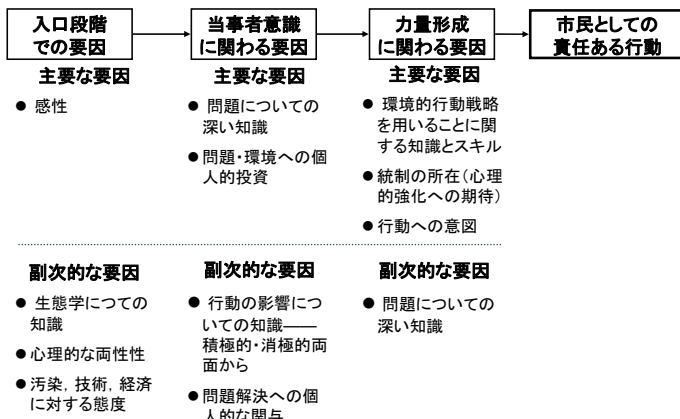 入口段階
での要因
当事者意識
に関わる要因
力量形成
に関わる要因
市民としての
責任ある行動
主要な要因
● 感性
主要な要因
● 問題についての
深い知識
● 問題・環境への個
人的投資
主要な要因
● 環境的行動戦略
を用いることに関
する知識とスキル
● 統制の所在(心理
的強化への期待)
● 行動への意図
副次的な要因
● 生態学につての
知識
● 心理的な両性性
● 汚染, 技術, 経済
に対する態度
副次的な要因
● 行動の影響につ
いての知識――
積極的・消極的両
面から
● 問題解決への個
人的な関与
副次的な要因
● 問題についての
深い知識